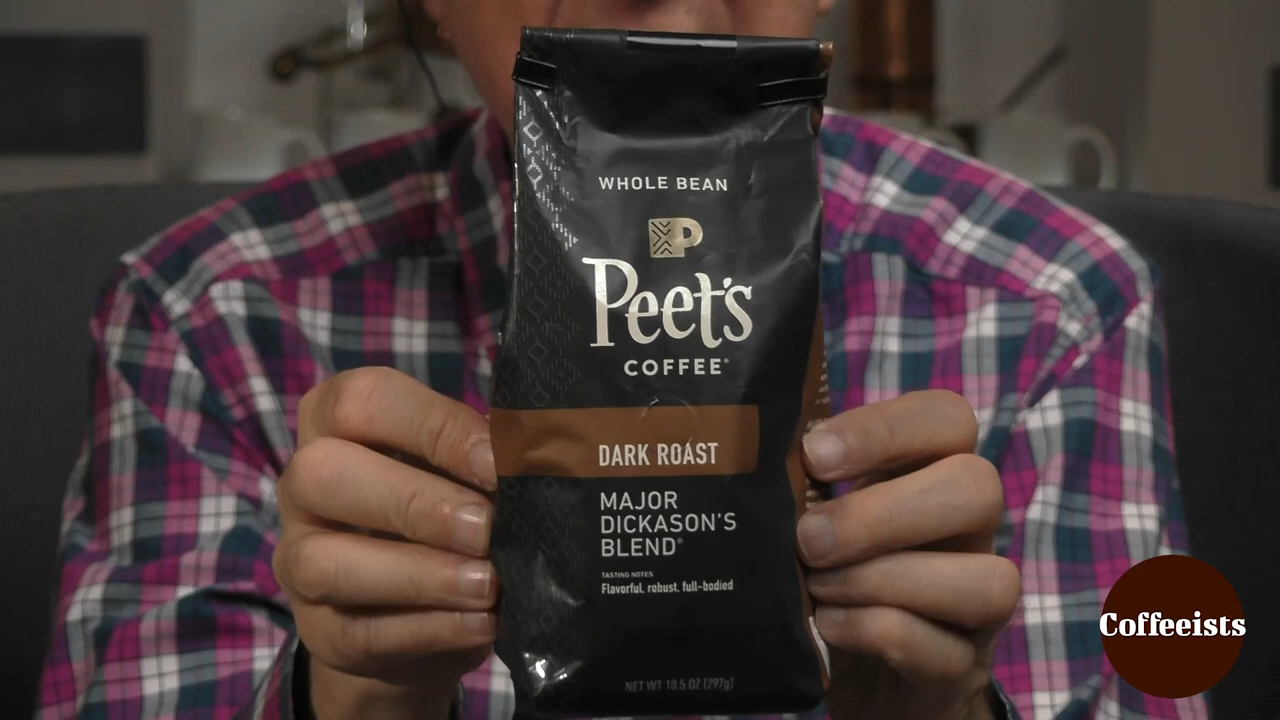 WHOLE BEAN
P
Peet's
COFFEE®
DARK ROAST
MAJOR
DICKASON'S
BLEND®
TASTING NOTES
Flavorful, robust, full-bodied
NET WT 10.5 OZ (297g)
Coffeeists